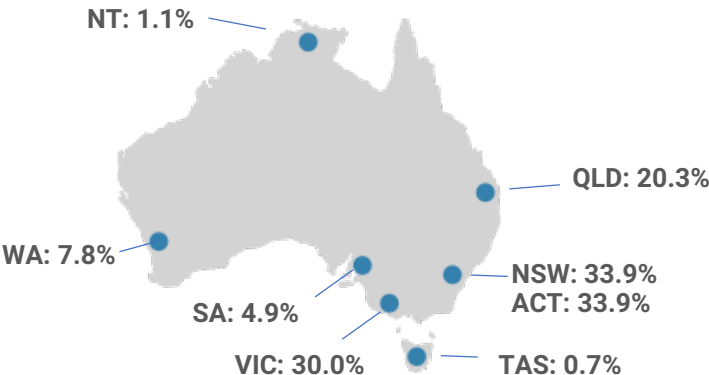 NT: 1.1%
QLD: 20.3%
WA: 7.8%
NSW: 33.9%
ACT: 33.9%
SA: 4.9%
VIC: 30.0%
TAS: 0.7%